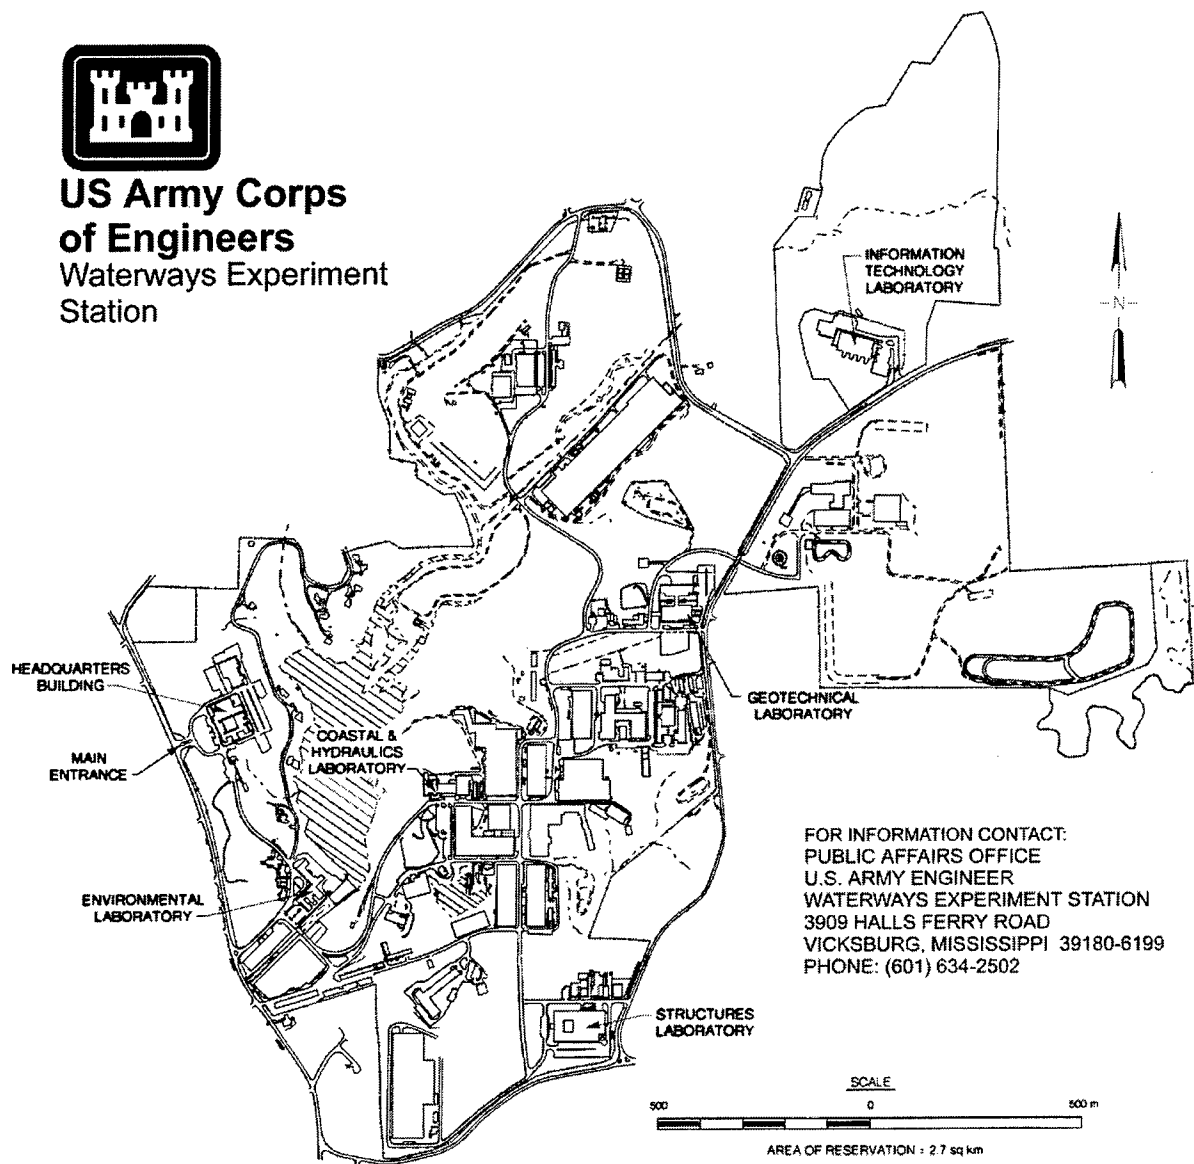 US Army Corps
of Engineers
Waterways Experiment
Station
INFORMATION
TECHNOLOGY
LABORATORY
N
HEADQUARTERS
BUILDING
GEOTECHNICAL
LABORATORY
MAIN
ENTRANCE
COASTAL &
HYDRAULICS
LABORATORY
ENVIRONMENTAL
LABORATORY
FOR INFORMATION CONTACT:
PUBLIC AFFAIRS OFFICE
U.S. ARMY ENGINEER
WATERWAYS EXPERIMENT STATION
3909 HALLS FERRY ROAD
VICKSBURG, MISSISSIPPI 39180-6199
PHONE: (601) 634-2502
STRUCTURES
LABORATORY
SCALE
500 0 500 m
AREA OF RESERVATION = 2.7 sq km